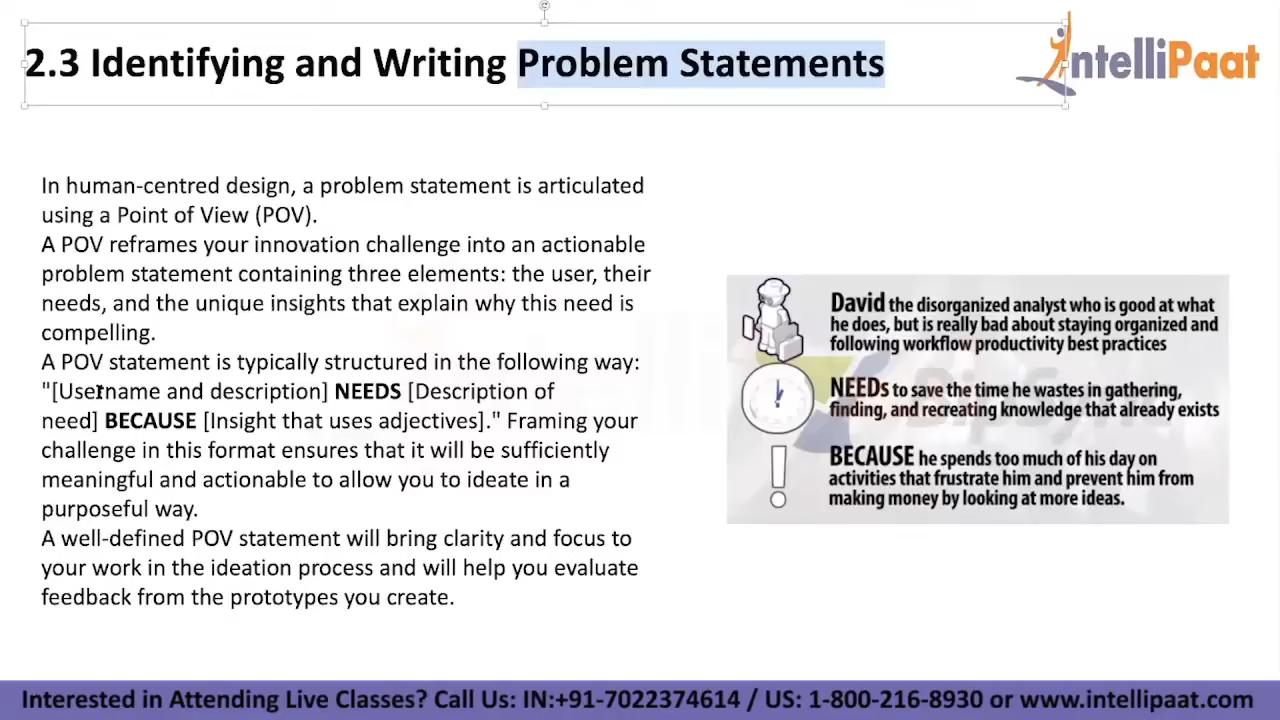 2.3 Identifying and Writing Problem Statements
IntelliPaat
In human-centred design, a problem statement is articulated
using a Point of View (POV).
A POV reframes your innovation challenge into an actionable
problem statement containing three elements: the user, their
needs, and the unique insights that explain why this need is
compelling.
A POV statement is typically structured in the following way:
"[Username and description] NEEDS [Description of
need] BECAUSE [Insight that uses adjectives]." Framing your
challenge in this format ensures that it will be sufficiently
meaningful and actionable to allow you to ideate in a
purposeful way.
A well-defined POV statement will bring clarity and focus to
your work in the ideation process and will help you evaluate
feedback from the prototypes you create.
David the disorganized analyst who is good at what
he does, but is really bad about staying organized and
following workflow productivity best practices
NEEDs to save the time he wastes in gathering,
finding, and recreating knowledge that already exists
BECAUSE he spends too much of his day on
activities that frustrate him and prevent him from
making money by looking at more ideas.
Interested in Attending Live Classes? Call Us: IN:+91-7022374614 / US: 1-800-216-8930 or www.intellipaat.com